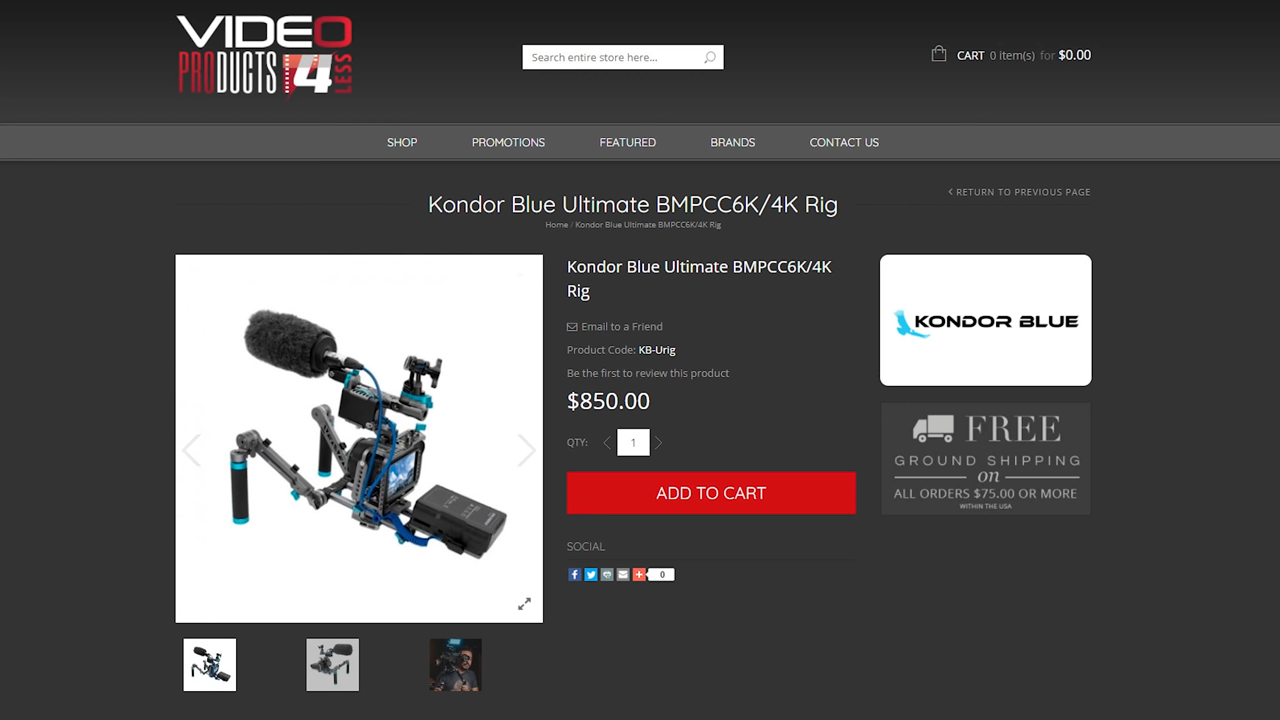 VIDEO
PRODUCTS 4 LESS
Search entire store here...
CART 0 item(s) for $0.00
SHOP PROMOTIONS FEATURED BRANDS CONTACT US
< RETURN TO PREVIOUS PAGE
Kondor Blue Ultimate BMPCC6K/4K Rig
Home / Kondor Blue Ultimate BMPCC6K/4K Rig
Kondor Blue Ultimate BMPCC6K/4K
Rig
Email to a Friend
Product Code: KB-Urig
Be the first to review this product
$850.00
QTY: 1
ADD TO CART
SOCIAL
0
KONDOR BLUE
FREE
GROUND SHIPPING
on
ALL ORDERS $75.00 OR MORE
WITHIN THE USA